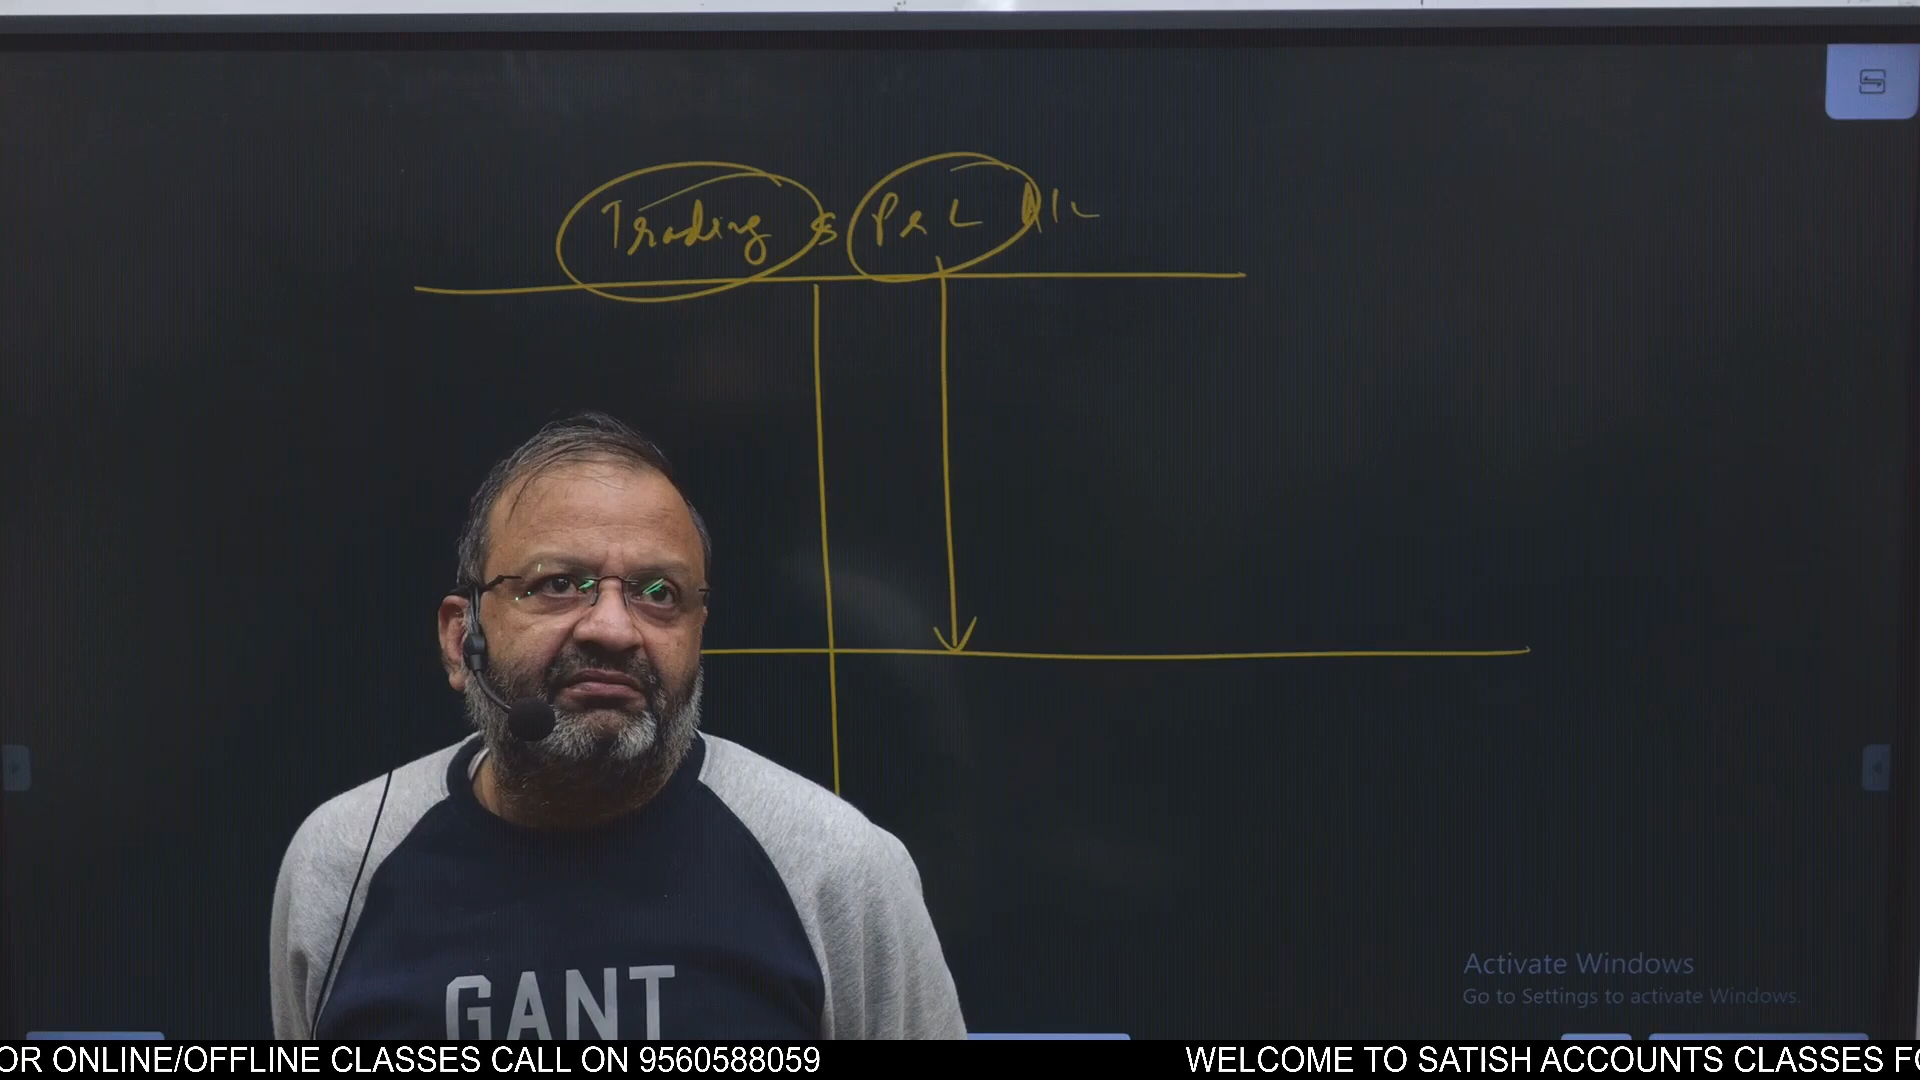 Trading & P & L A/c
GANT
Activate Windows
Go to Settings to activate Windows.
OR ONLINE/OFFLINE CLASSES CALL ON 9560588059 WELCOME TO SATISH ACCOUNTS CLASSES FO